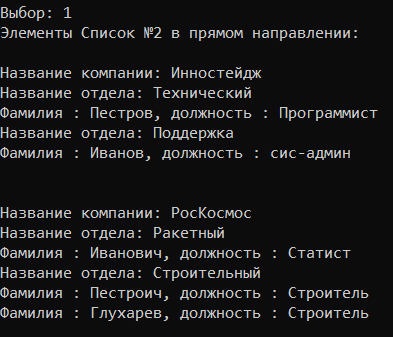 Выбор: 1
Элементы Список №2 в прямом направлении:
Название компании: Инностейдж
Название отдела: Технический
Фамилия : Пестров, должность : Программист
Название отдела: Поддержка
Фамилия : Иванов, должность : сис-админ
Название компании: РосКосмос
Название отдела: Ракетный
Фамилия : Иванович, должность : Статист
Название отдела: Строительный
Фамилия : Пестроич, должность : Строитель
Фамилия : Глухарев, должность : Строитель